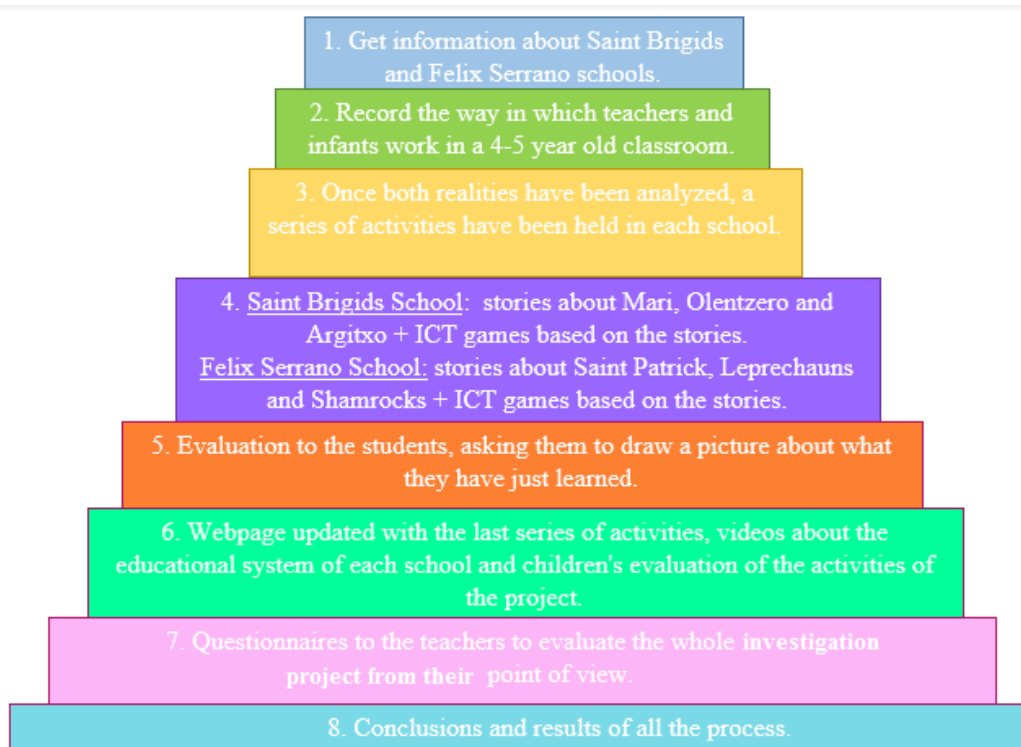 1. Get information about Saint Brigids
and Felix Serrano schools.
2. Record the way in which teachers and
infants work in a 4-5 year old classroom.
3. Once both realities have been analyzed, a
series of activities have been held in each school.
4. Saint Brigids School:  stories about Mari, Olentzero and
Argitxo + ICT games based on the stories.
Felix Serrano School: stories about Saint Patrick, Leprechauns
and Shamrocks + ICT games based on the stories.
5. Evaluation to the students, asking them to draw a picture about what
they have just learned.
6. Webpage updated with the last series of activities, videos about the
educational system of each school and children's evaluation of the activities of
the project.
7. Questionnaires to the teachers to evaluate the whole investigation
project from their  point of view.
8. Conclusions and results of all the process.